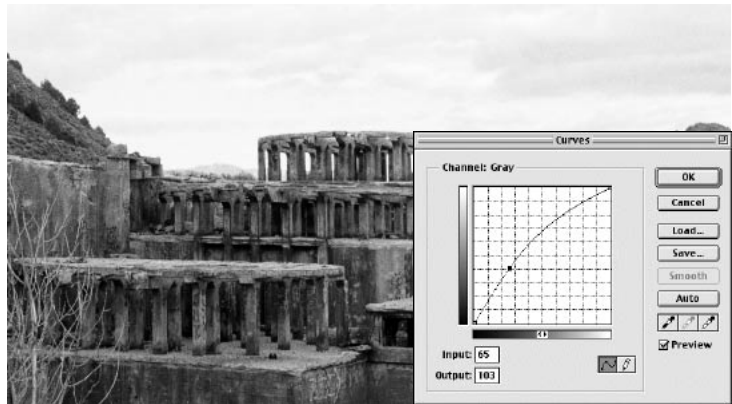 Curves
Channel: Gray
OK
Cancel
Load...
Save...
Smooth
Auto
Preview
Input: 65
Output: 103